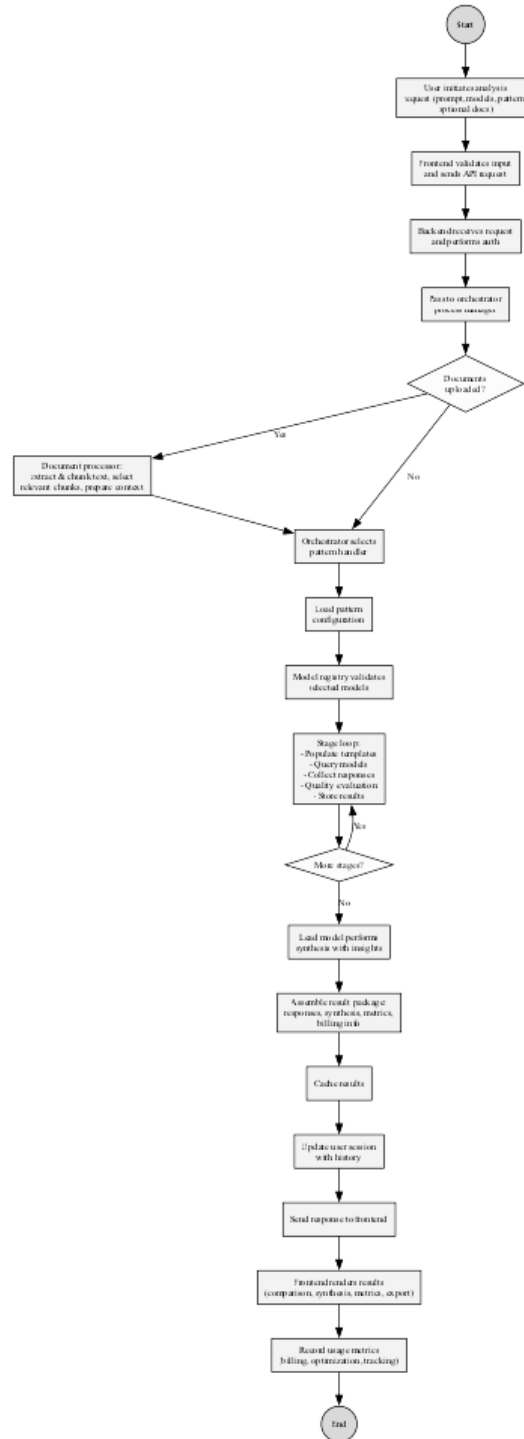 Start
User initiates analysis
request (prompt, models, pattern
optional docs)
Frontend validates input
and sends API request
Backend receives request
and performs auth
Pass to orchestrator
process manager
Documents
uploaded?
Yes
No
Document processor:
extract & chunk text, select
relevant chunks, prepare context
Orchestrator selects
pattern handler
Load pattern
configuration
Model registry validates
selected models
Stage loop:
- Populate templates
- Query models
- Collect responses
- Quality evaluation
- Store results
Yes
More stages?
No
Lead model performs
synthesis with insights
Assemble result package:
responses, synthesis, metrics,
billing info
Cache results
Update user session
with history
Send response to frontend
Frontend renders results
(comparison, synthesis, metrics, export)
Record usage metrics
(billing, optimization, tracking)
End